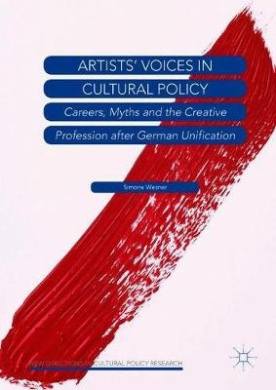 ARTISTS' VOICES IN
CULTURAL POLICY
Careers, Myths and the Creative
Profession after German Unification
Simone Wesner
NEW DIRECTIONS IN CULTURAL POLICY RESEARCH